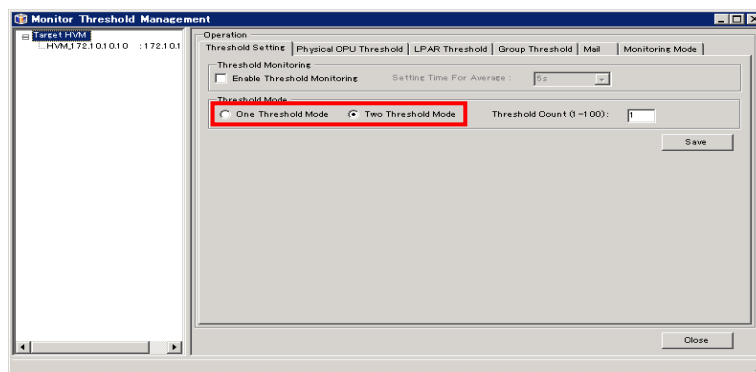 Monitor Threshold Management
Target HVM
HVM_172.10.10.10 :172.10.1
Operation
Threshold Setting Physical CPU Threshold LPAR Threshold Group Threshold Mail Monitoring Mode
Threshold Monitoring
Enable Threshold Monitoring Setting Time For Average : 5s
Threshold Mode
One Threshold Mode Two Threshold Mode Threshold Count (1-100): 1
Save
Close